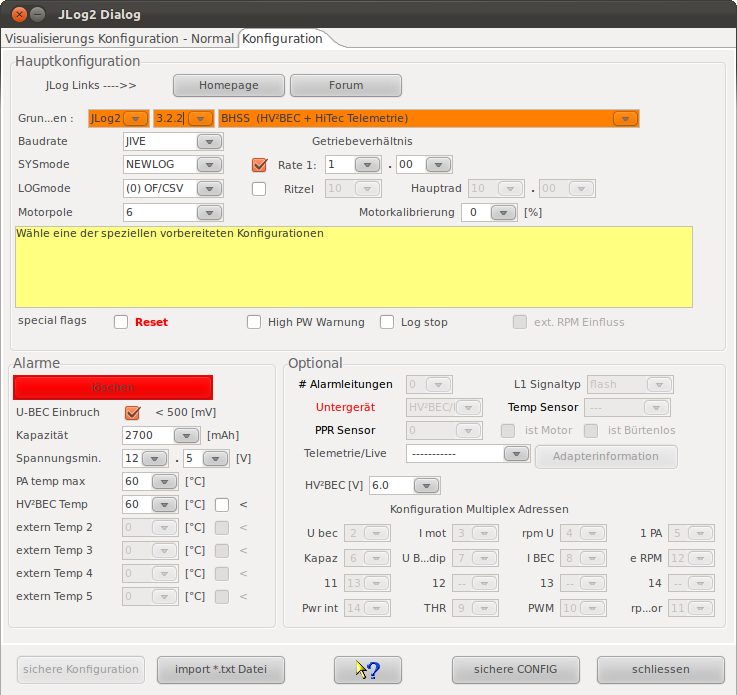 JLog2 Dialog
Visualisierungs Konfiguration - Normal Konfiguration
Hauptkonfiguration
JLog Links ---->> Homepage Forum
Grun...en : JLog2 3.2.2 BHSS (HV²BEC + HiTec Telemetrie)
Baudrate JIVE Getriebeverhältnis
SYSmode NEWLOG Rate 1: 1 . 00
LOGmode (0) OF/CSV Ritzel 10 Hauptrad 10 . 00
Motorpole 6 Motorkalibrierung 0 [%]
Wähle eine der speziellen vorbereiteten Konfigurationen
special flags Reset High PW Warnung Log stop ext. RPM Einfluss
Alarme
löschen
U-BEC Einbruch < 500 [mV]
Kapazität 2700 [mAh]
Spannungsmin. 12 . 5 [V]
PA temp max 60 [°C]
HV²BEC Temp 60 [°C] <
extern Temp 2 0 [°C] <
extern Temp 3 0 [°C] <
extern Temp 4 0 [°C] <
extern Temp 5 0 [°C] <
Optional
# Alarmleitungen 0 L1 Signaltyp flash
Untergerät HV²BEC/ Temp Sensor ---
PPR Sensor 0 ist Motor ist Bürtenlos
Telemetrie/Live ----------- Adapterinformation
HV²BEC [V] 6.0
Konfiguration Multiplex Adressen
U bec 2 I mot 3 rpm U 4 1 PA 5
Kapaz 6 U B...dip 7 I BEC 8 e RPM 12
11 13 12 -- 13 -- 14 --
Pwr int 14 THR 9 PWM 10 rp...or 11
sichere Konfiguration import *.txt Datei ? sichere CONFIG schliessen